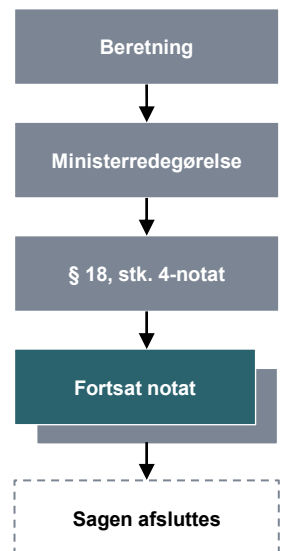 Beretning
Ministerredegørelse
§ 18, stk. 4-notat
Fortsat notat
Sagen afsluttes